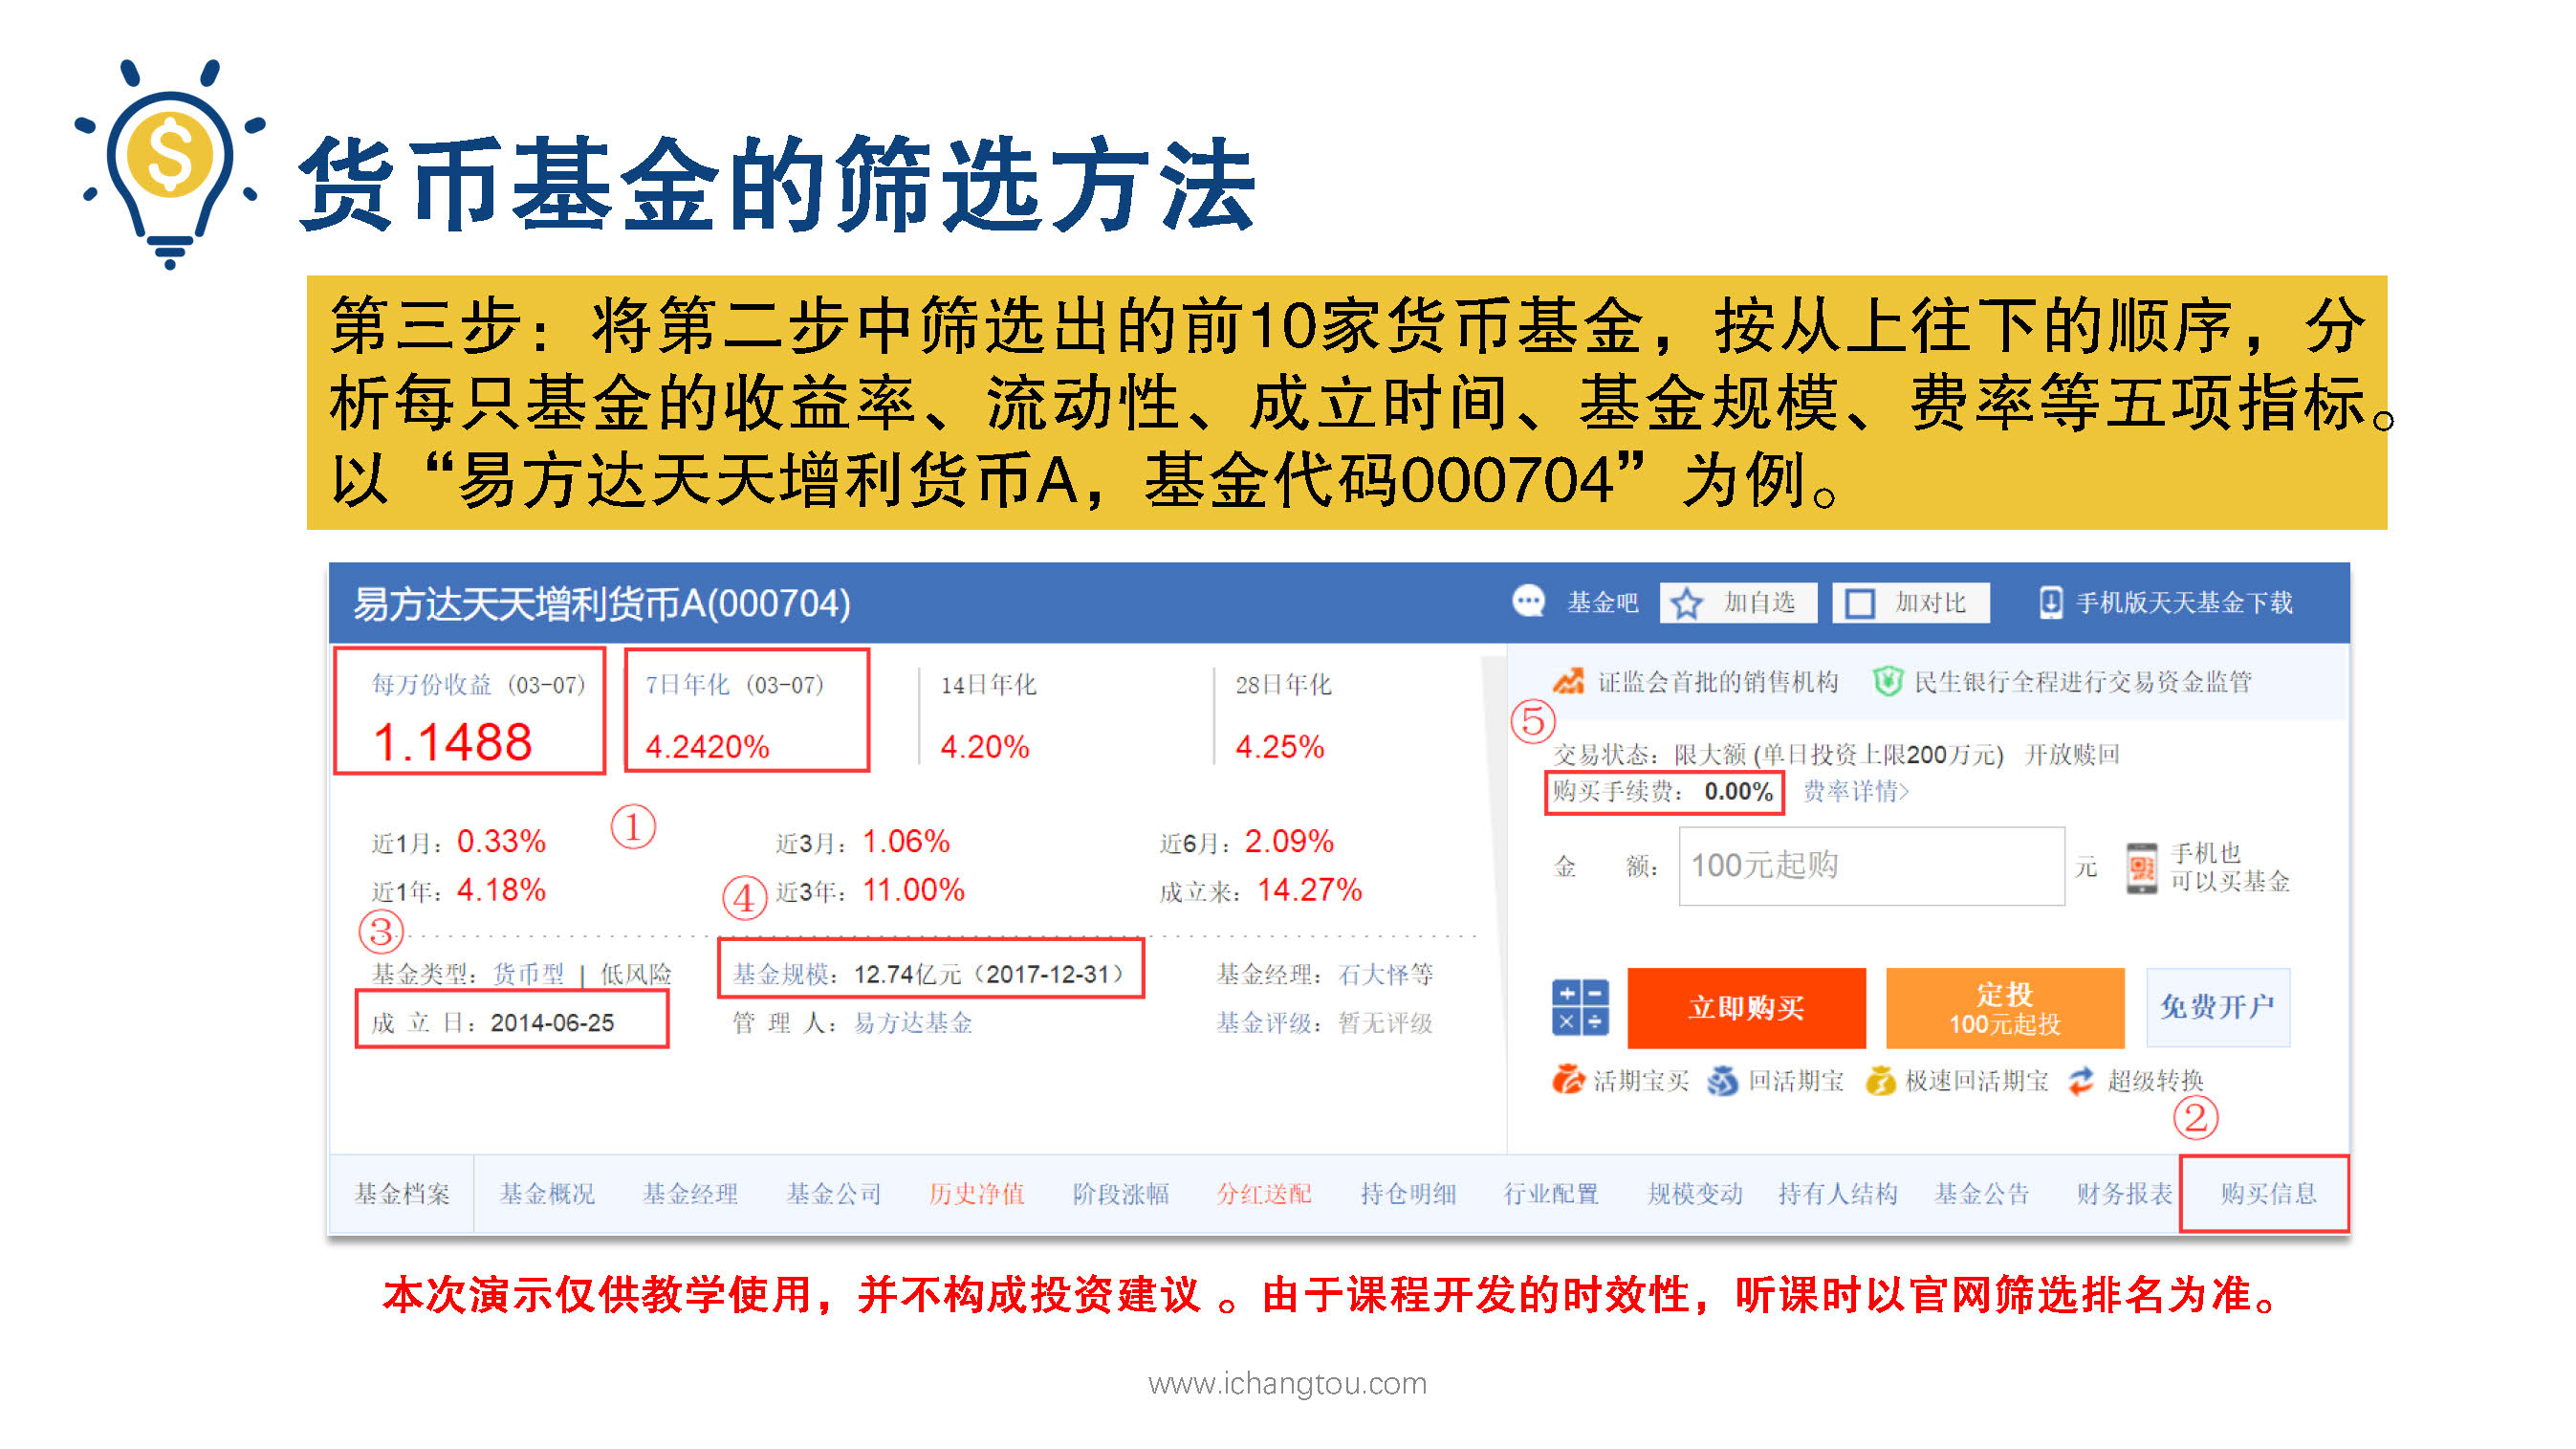 货币基金的筛选方法
第三步：将第二步中筛选出的前10家货币基金，按从上往下的顺序，分
析每只基金的收益率、流动性、成立时间、基金规模、费率等五项指标。
以“易方达天天增利货币A，基金代码000704”为例。
易方达天天增利货币A(000704) 基金吧 加自选 加对比 手机版天天基金下载
每万份收益 (03-07) 7日年化 (03-07) 14日年化 28日年化
1.1488 4.2420% 4.20% 4.25%
①
近1月：0.33% 近3月：1.06% 近6月：2.09%
近1年：4.18% ④ 近3年：11.00% 成立来：14.27%
③
基金类型：货币型 | 低风险 基金规模：12.74亿元（2017-12-31） 基金经理：石大怿等
成 立 日：2014-06-25 管 理 人：易方达基金 基金评级：暂无评级
证监会首批的销售机构 民生银行全程进行交易资金监管
⑤
交易状态：限大额 (单日投资上限200万元) 开放赎回
购买手续费： 0.00% 费率详情>
金 额： 100元起购 元 手机也
可以买基金
立即购买 定投
100元起投
免费开户
活期宝买 回活期宝 极速回活期宝 超级转换
②
基金档案 基金概况 基金经理 基金公司 历史净值 阶段涨幅 分红送配 持仓明细 行业配置 规模变动 持有人结构 基金公告 财务报表 购买信息
本次演示仅供教学使用，并不构成投资建议 。由于课程开发的时效性，听课时以官网筛选排名为准。
www.ichangtou.com